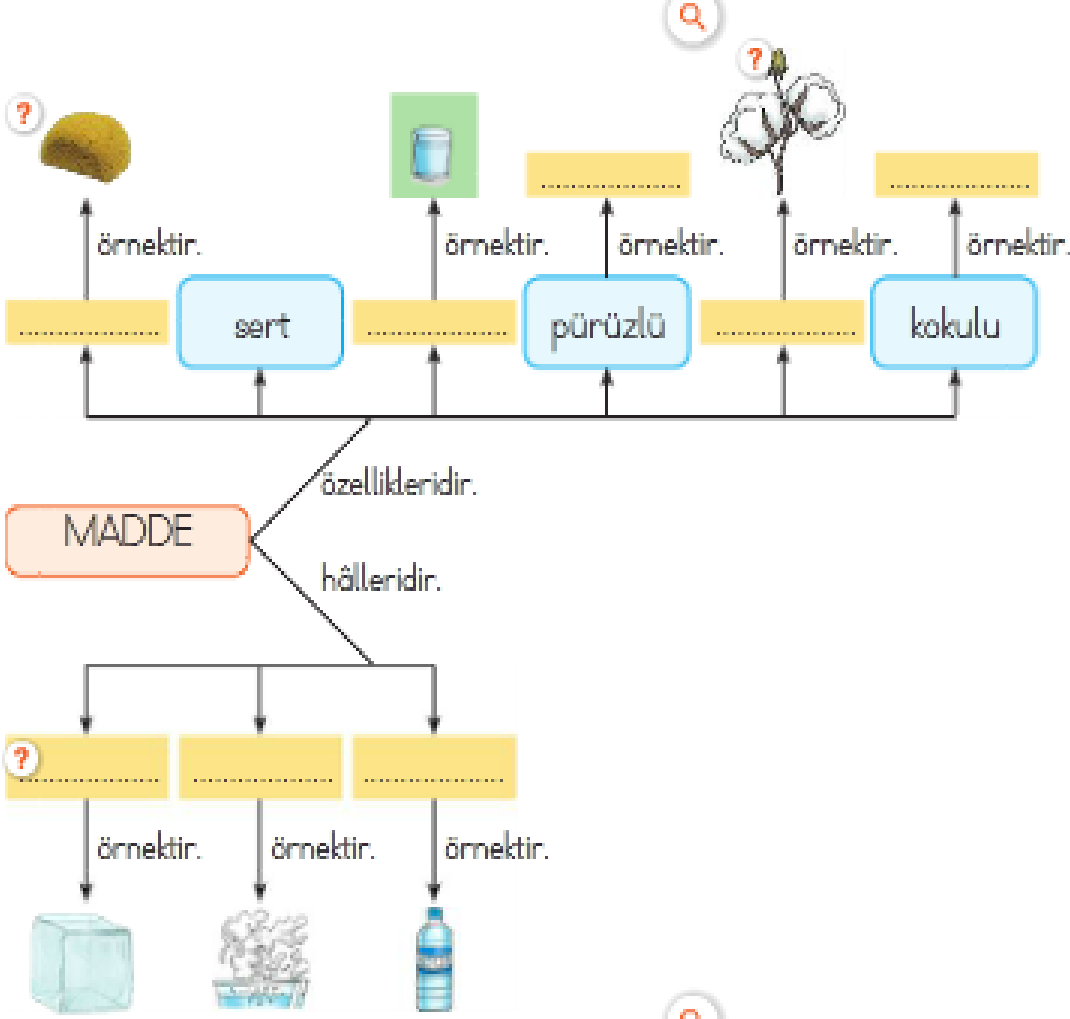 ?
?
....................
....................
örnektir.
örnektir.
örnektir.
örnektir.
örnektir.
....................
sert
....................
pürüzlü
....................
kokulu
özellikleridir.
MADDE
hâlleridir.
?
....................
....................
....................
örnektir.
örnektir.
örnektir.